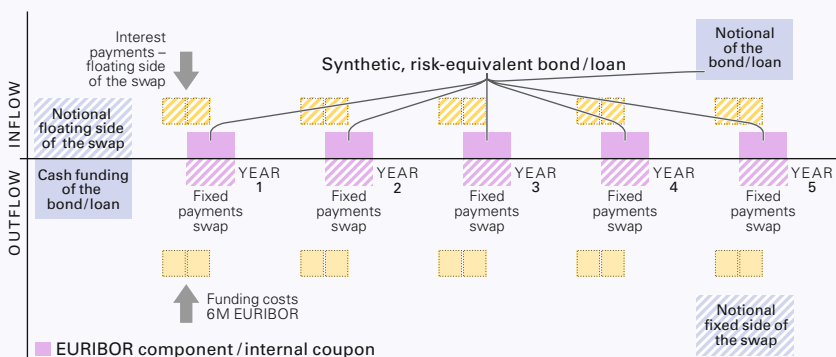 Interest
payments –
floating side
of the swap
Synthetic, risk-equivalent bond/loan
Notional
of the
bond/loan
INFLOW
Notional
floating side
of the swap
OUTFLOW
Cash funding
of the
bond/loan
YEAR
1
YEAR
2
YEAR
3
YEAR
4
YEAR
5
Fixed
payments
swap
Fixed
payments
swap
Fixed
payments
swap
Fixed
payments
swap
Fixed
payments
swap
Funding costs
6M EURIBOR
Notional
fixed side of
the swap
EURIBOR component / internal coupon